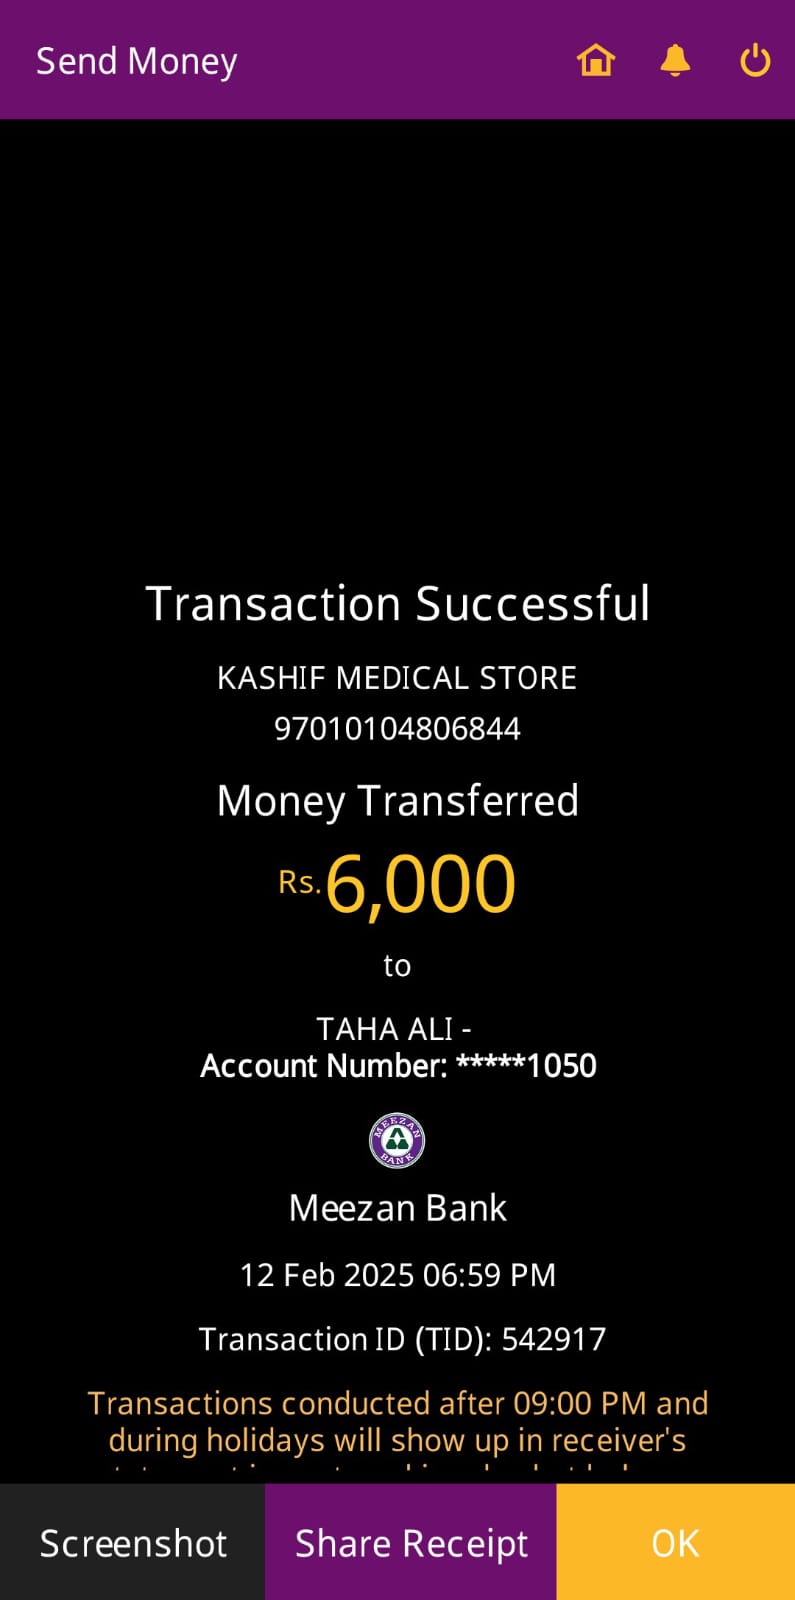 Send Money
Transaction Successful
KASHIF MEDICAL STORE
97010104806844
Money Transferred
Rs.6,000
to
TAHA ALI -
Account Number: *****1050
MEEZAN BANK
Meezan Bank
12 Feb 2025 06:59 PM
Transaction ID (TID): 542917
Transactions conducted after 09:00 PM and
during holidays will show up in receiver's
Screenshot
Share Receipt
OK